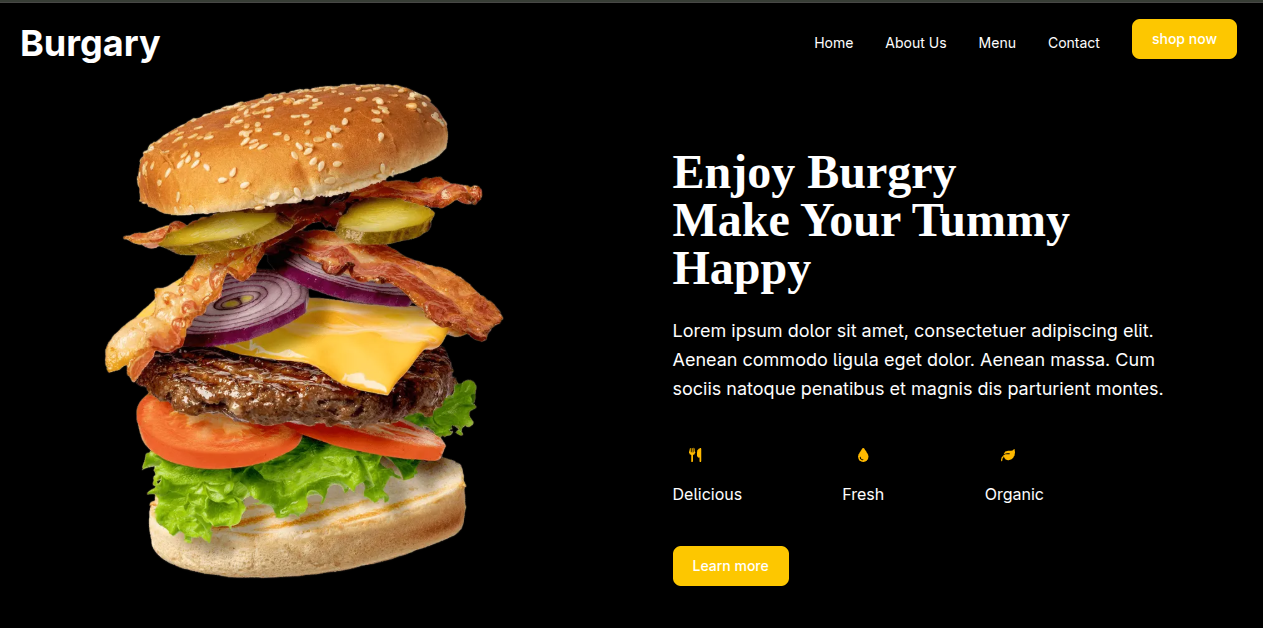 Burgary
Home About Us Menu Contact shop now
Enjoy Burgry
Make Your Tummy
Happy
Lorem ipsum dolor sit amet, consectetuer adipiscing elit.
Aenean commodo ligula eget dolor. Aenean massa. Cum
sociis natoque penatibus et magnis dis parturient montes.
Delicious Fresh Organic
Learn more